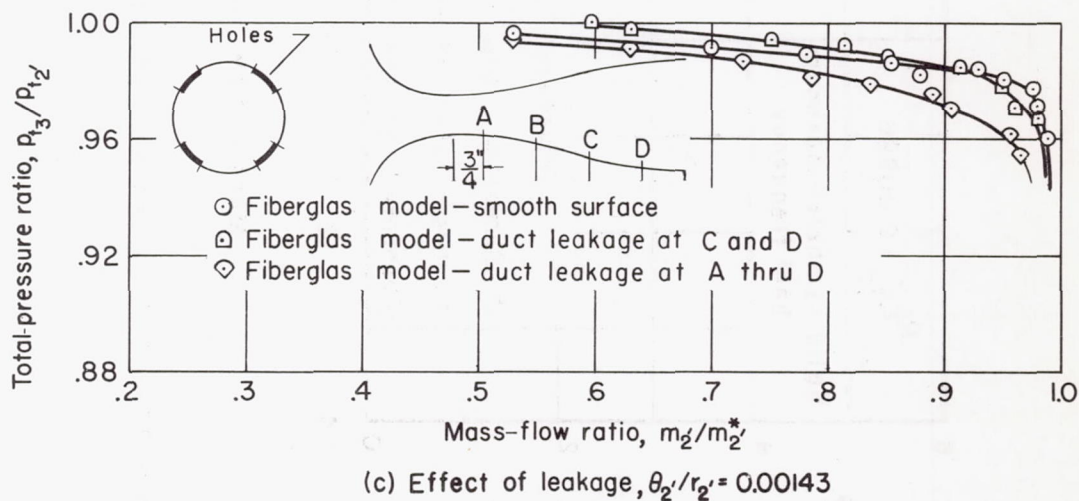 1.00
.96
.92
.88
Total-pressure ratio, pt3/pt2′
Holes
A
B
C
D
3"
4
Fiberglas model—smooth surface
Fiberglas model—duct leakage at C and D
Fiberglas model—duct leakage at A thru D
.2 .3 .4 .5 .6 .7 .8 .9 1.0
Mass-flow ratio, m2′/m2′*
(c) Effect of leakage, θ2′/r2′= 0.00143